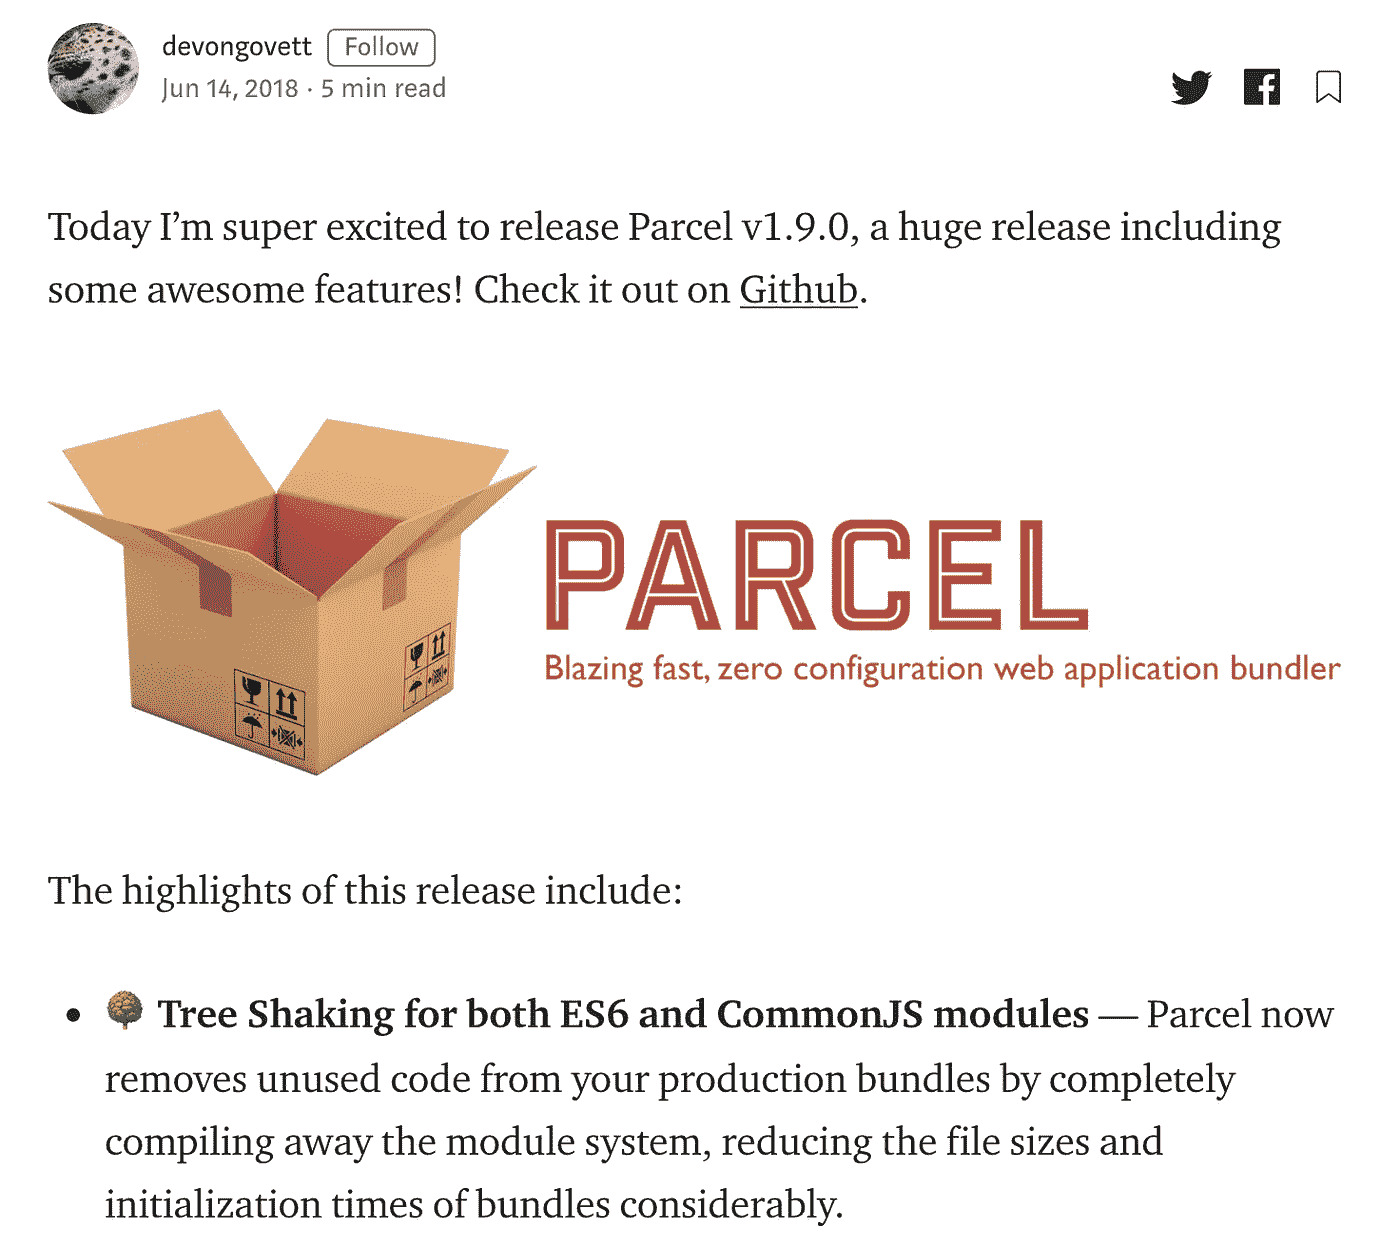 devongovett Follow
Jun 14, 2018 · 5 min read
Today I’m super excited to release Parcel v1.9.0, a huge release including
some awesome features! Check it out on Github.
PARCEL
Blazing fast, zero configuration web application bundler
The highlights of this release include:
• 🌳 Tree Shaking for both ES6 and CommonJS modules — Parcel now
removes unused code from your production bundles by completely
compiling away the module system, reducing the file sizes and
initialization times of bundles considerably.